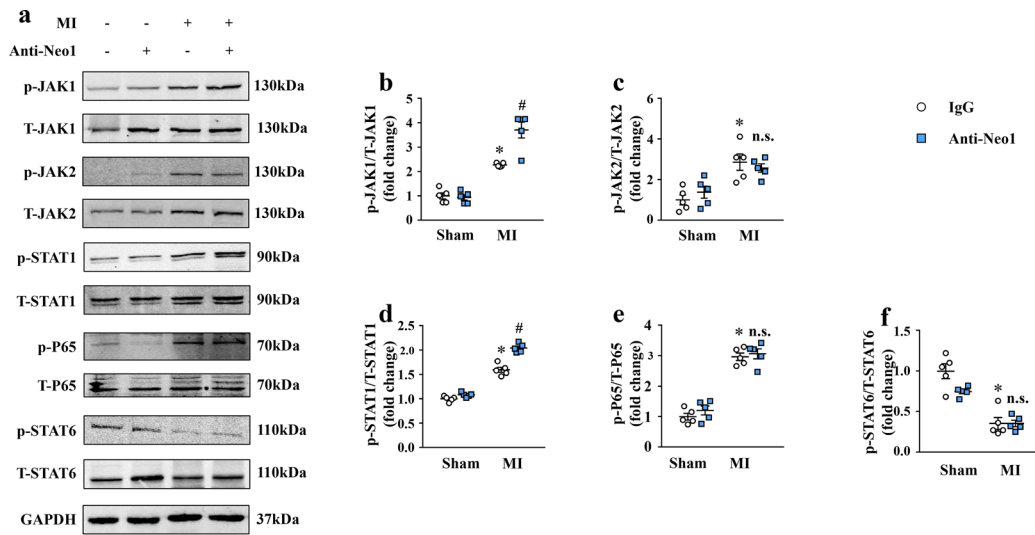 a
MI - - + +
Anti-Neo1 - + - +
p-JAK1 130kDa
T-JAK1 130kDa
p-JAK2 130kDa
T-JAK2 130kDa
p-STAT1 90kDa
T-STAT1 90kDa
p-P65 70kDa
T-P65 70kDa
p-STAT6 110kDa
T-STAT6 110kDa
GAPDH 37kDa
b
p-JAK1/T-JAK1
(fold change)
5
4
3
2
1
0
* #
Sham MI
c
p-JAK2/T-JAK2
(fold change)
6
4
2
0
* n.s.
Sham MI
IgG
Anti-Neo1
d
p-STAT1/T-STAT1
(fold change)
2.5
2.0
1.5
1.0
0.5
0.0
* #
Sham MI
e
p-P65/T-P65
(fold change)
4
3
2
1
0
* n.s.
Sham MI
f
p-STAT6/T-STAT6
(fold change)
1.5
1.0
0.5
0.0
* n.s.
Sham MI